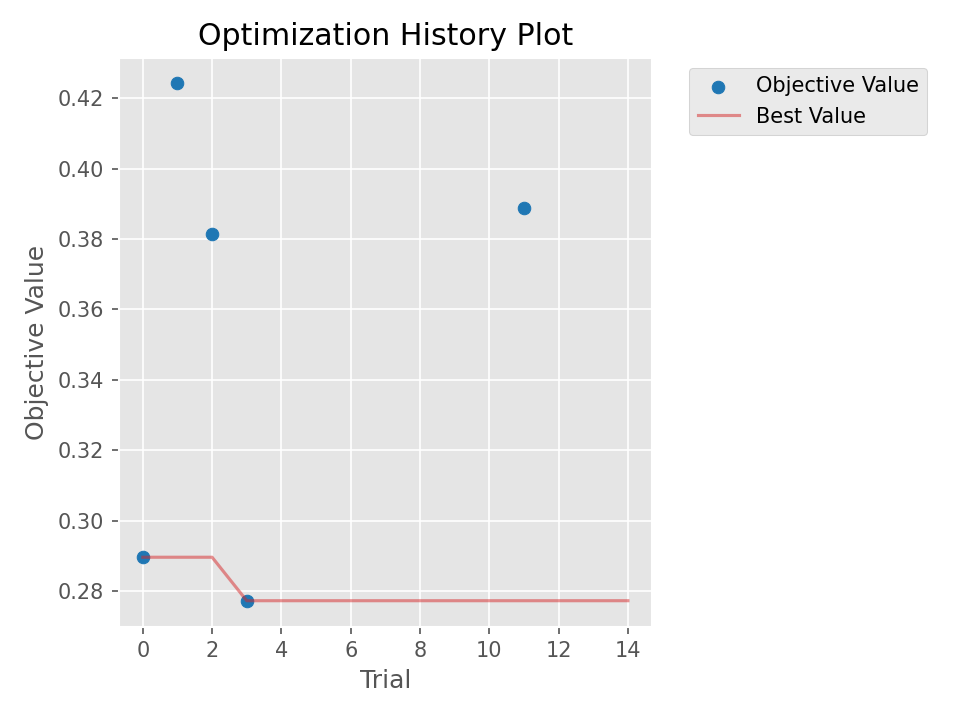 Optimization History Plot
Objective Value
Best Value
0.42
0.40
0.38
0.36
0.34
0.32
0.30
0.28
Objective Value
0 2 4 6 8 10 12 14
Trial